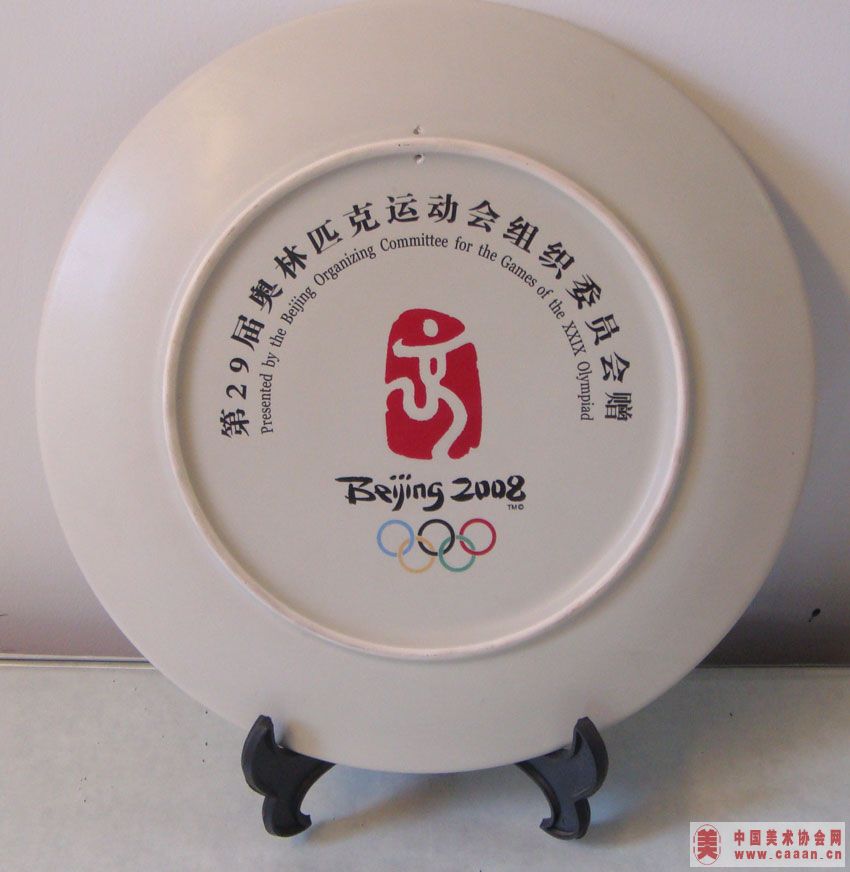 第29届奥林匹克运动会组织委员会赠
Presented by the Beijing Organizing Committee for the Games of the XXIX Olympiad
Beijing 2008
TM©
美 中国美术协会网
www.caaan.cn